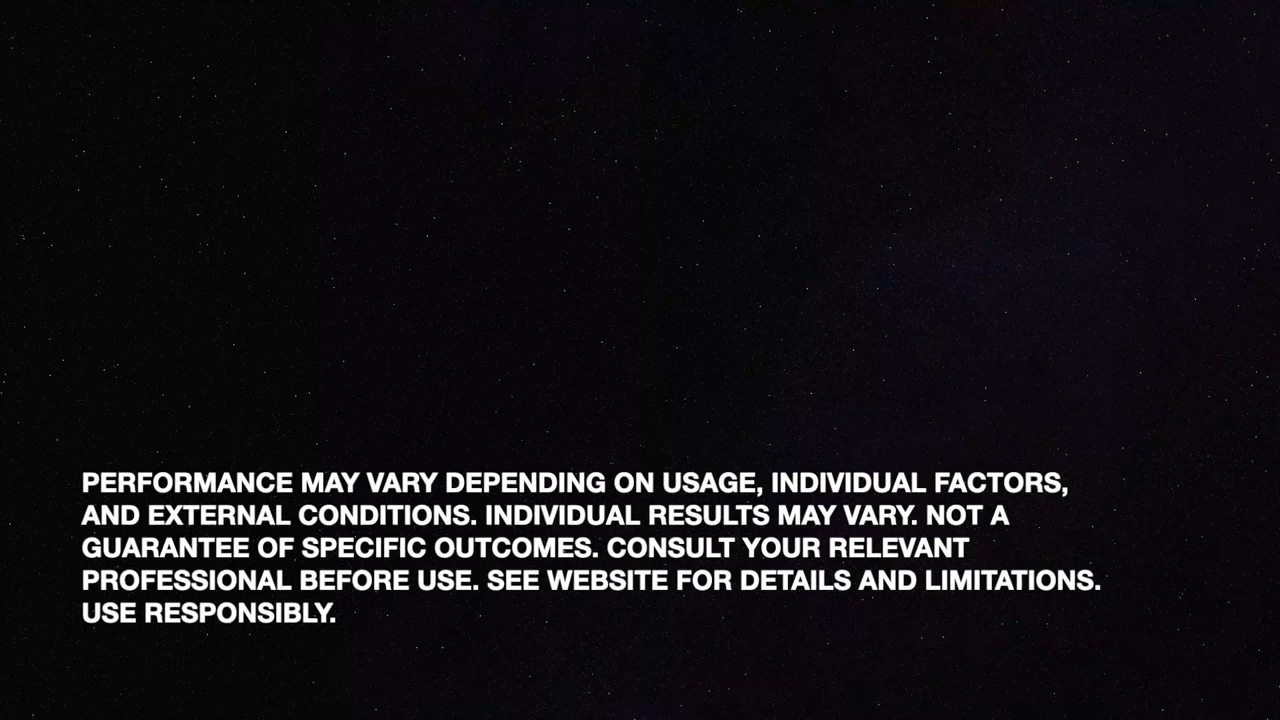 PERFORMANCE MAY VARY DEPENDING ON USAGE, INDIVIDUAL FACTORS,
AND EXTERNAL CONDITIONS. INDIVIDUAL RESULTS MAY VARY. NOT A
GUARANTEE OF SPECIFIC OUTCOMES. CONSULT YOUR RELEVANT
PROFESSIONAL BEFORE USE. SEE WEBSITE FOR DETAILS AND LIMITATIONS.
USE RESPONSIBLY.